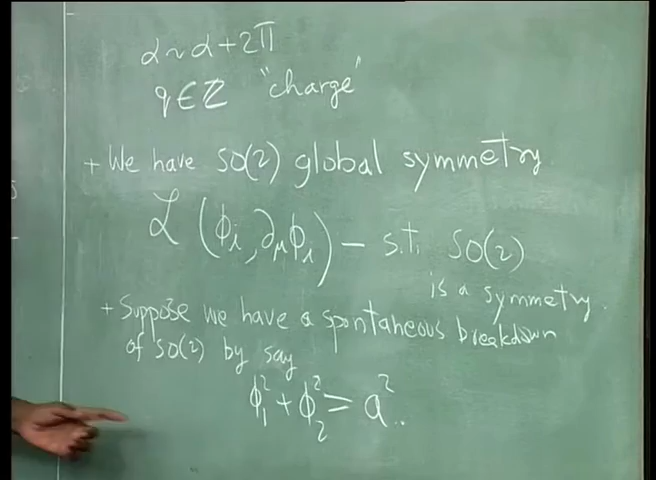 α ~ α + 2π
q ∈ ℤ "charge"
+ We have SO(2) global symmetry.
ℒ (ϕᵢ, ∂μϕᵢ) – s.t. SO(2)
is a symmetry.
+ Suppose we have a spontaneous breakdown
of SO(2) by say
ϕ₁² + ϕ₂² = a²..